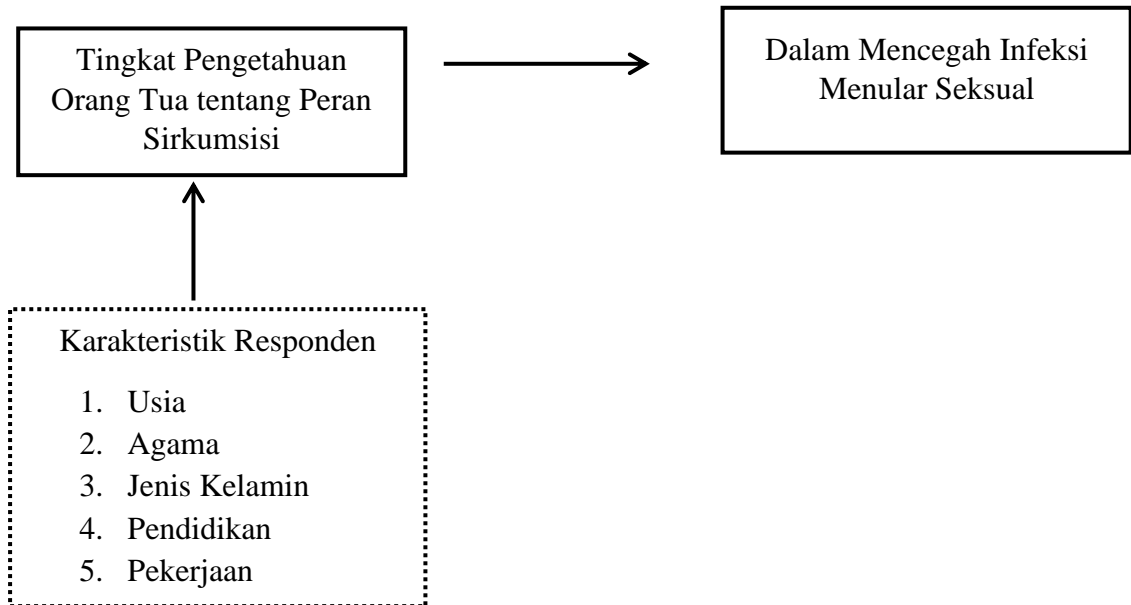 Tingkat Pengetahuan
Orang Tua tentang Peran
Sirkumsisi
Dalam Mencegah Infeksi
Menular Seksual
Karakteristik Responden
1. Usia
2. Agama
3. Jenis Kelamin
4. Pendidikan
5. Pekerjaan